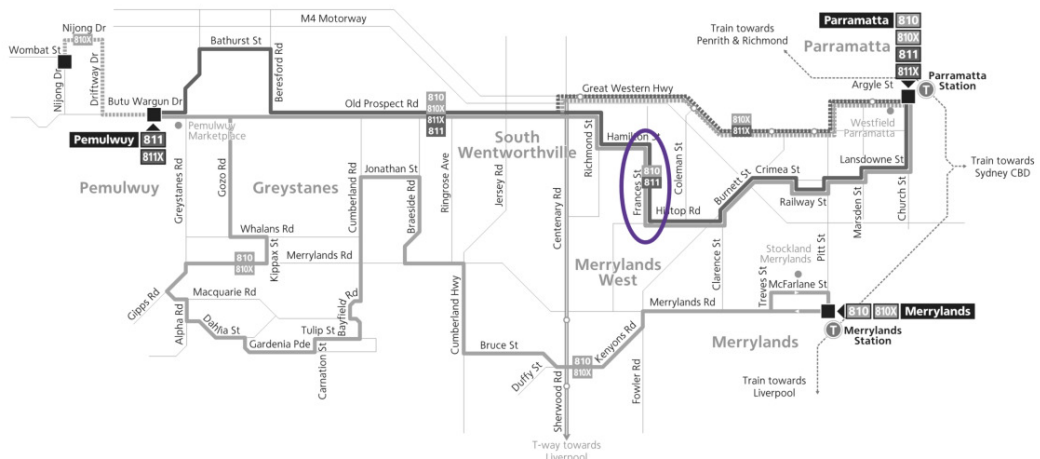 Nijong Dr
810X
Wombat St
Nijong Dr
Driftway Dr
Butu Wargun Dr
Pemulwuy 811
811X
Pemulwuy
Marketplace
Pemulwuy
Bathurst St
M4 Motorway
Beresford Rd
Old Prospect Rd
810
810X
811X
811
Greystanes Rd
Gozo Rd
Greystanes
Cumberland Rd
Jonathan St
Braeside Rd
Ringrose Ave
South
Wentworthville
Jersey Rd
Whalans Rd
Kippax St
810
810X
Merrylands Rd
Gipps Rd
Macquarie Rd
Alpha Rd
Dahlia St
Tulip St
Bayfield Rd
Gardenia Pde
Carnation St
Cumberland Hwy
Bruce St
Duffy St
810
810X
Kenyons Rd
Sherwood Rd
Fowler Rd
T-way towards
Liverpool
Centenary Rd
Great Western Hwy
810X
811X
Richmond St
Hamilton St
Frances St
810
811
Coleman St
Hilltop Rd
Burnett St
Crimea St
Railway St
Lansdowne St
Marsden St
Church St
Pitt St
Clarence St
Merrylands
West
Merrylands Rd
Treves St
McFarlane St
Stockland
Merrylands
810 810X Merrylands
T
Merrylands
Station
Merrylands
Train towards
Liverpool
Train towards
Penrith & Richmond
Parramatta 810
810X
811
811X
Parramatta
Argyle St
T
Parramatta
Station
Westfield
Parramatta
Train towards
Sydney CBD